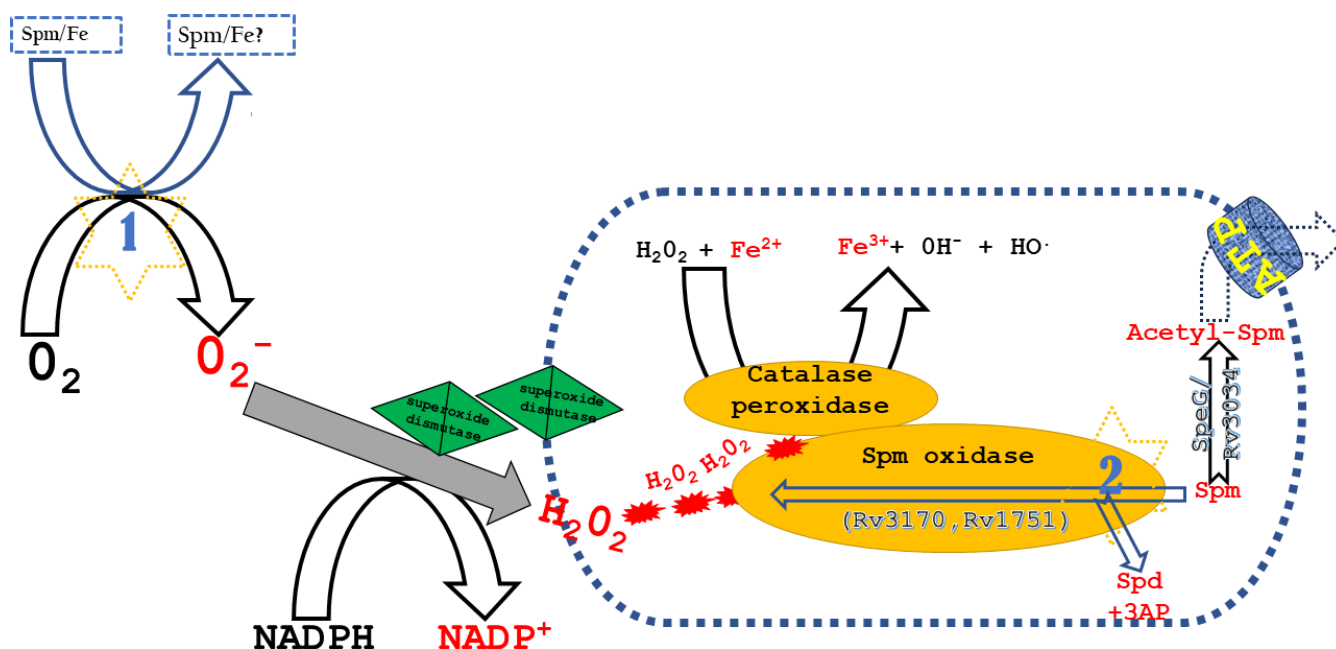 Spm/Fe
Spm/Fe?
1
O₂
O₂⁻
superoxide
dismutase
superoxide
dismutase
NADPH
NADP⁺
H₂O₂
H₂O₂ H₂O₂
H₂O₂ + Fe²⁺
Fe³⁺+ OH⁻ + HO·
Catalase
peroxidase
Spm oxidase
2
(Rv3170,Rv1751)
Spd
+3AP
Spm
SpeG/
Rv3034
Acetyl-Spm
ATP